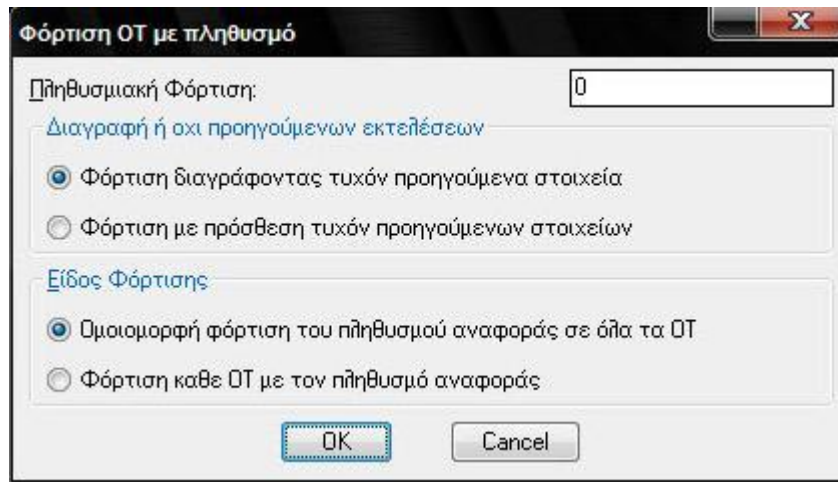 Φόρτιση ΟΤ με πληθυσμό
Πληθυσμιακή Φόρτιση: 0
Διαγραφή ή οχι προηγούμενων εκτελέσεων
Φόρτιση διαγράφοντας τυχόν προηγούμενα στοιχεία
Φόρτιση με πρόσθεση τυχόν προηγούμενων στοιχείων
Είδος Φόρτισης
Ομοιομορφή φόρτιση του πληθυσμού αναφοράς σε όλα τα ΟΤ
Φόρτιση καθε ΟΤ με τον πληθυσμό αναφοράς
OK Cancel